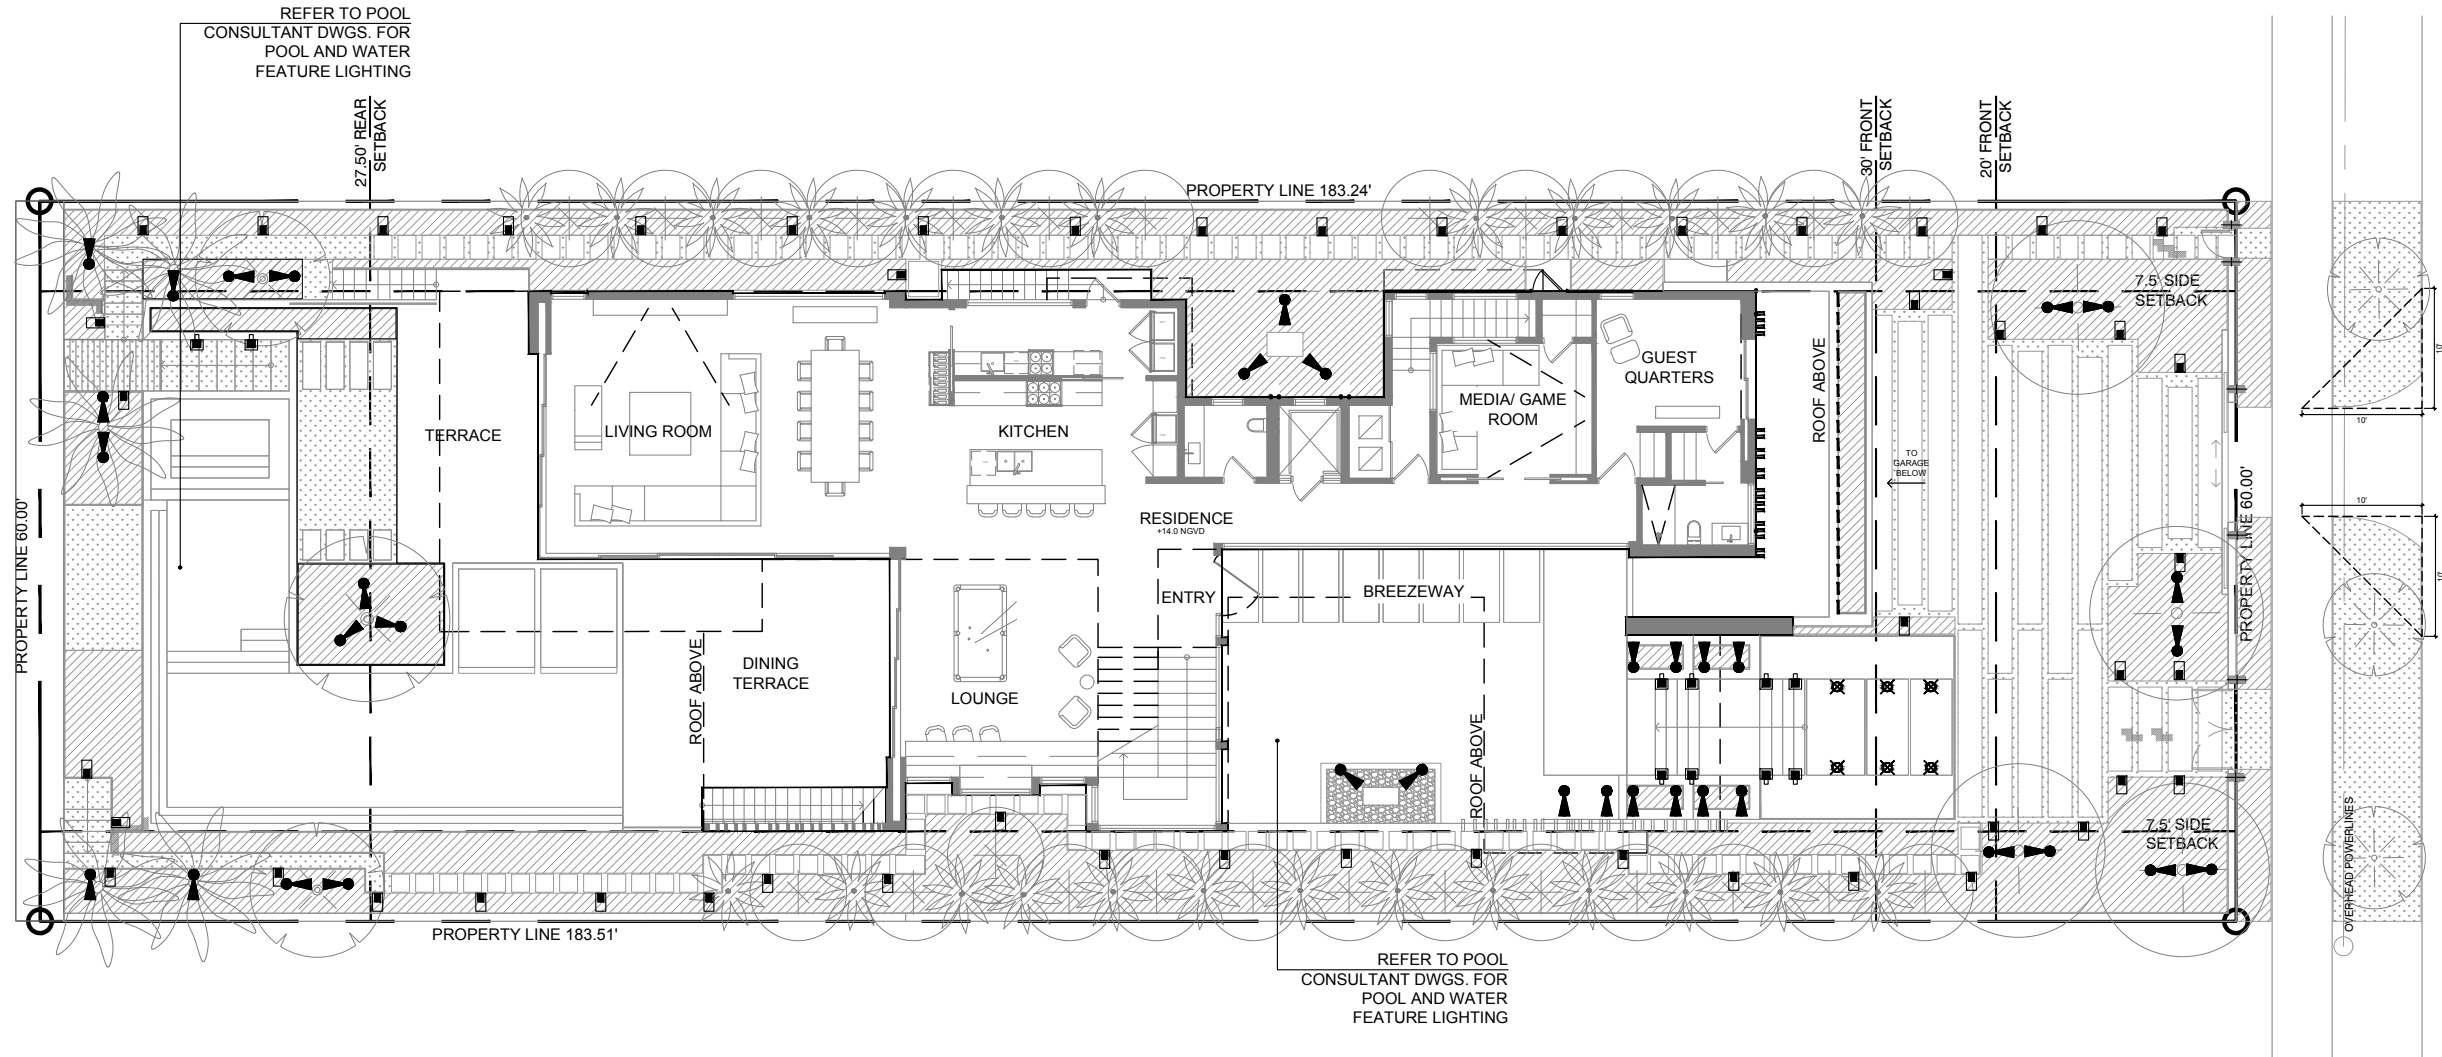 REFER TO POOL
CONSULTANT DWGS. FOR
POOL AND WATER
FEATURE LIGHTING
27.50' REAR
SETBACK
PROPERTY LINE 183.24'
30' FRONT
SETBACK
20' FRONT
SETBACK
7.5' SIDE
SETBACK
10'
10'
GUEST
QUARTERS
ROOF ABOVE
MEDIA/ GAME
ROOM
TERRACE
LIVING ROOM
KITCHEN
TO
GARAGE
BELOW
RESIDENCE
+14.0 NGVD
PROPERTY LINE 60.00'
PROPERTY LINE 60.00'
10'
10'
ENTRY
BREEZEWAY
DINING
TERRACE
ROOF ABOVE
LOUNGE
ROOF ABOVE
7.5' SIDE
SETBACK
OVERHEAD POWERLINES
PROPERTY LINE 183.51'
REFER TO POOL
CONSULTANT DWGS. FOR
POOL AND WATER
FEATURE LIGHTING